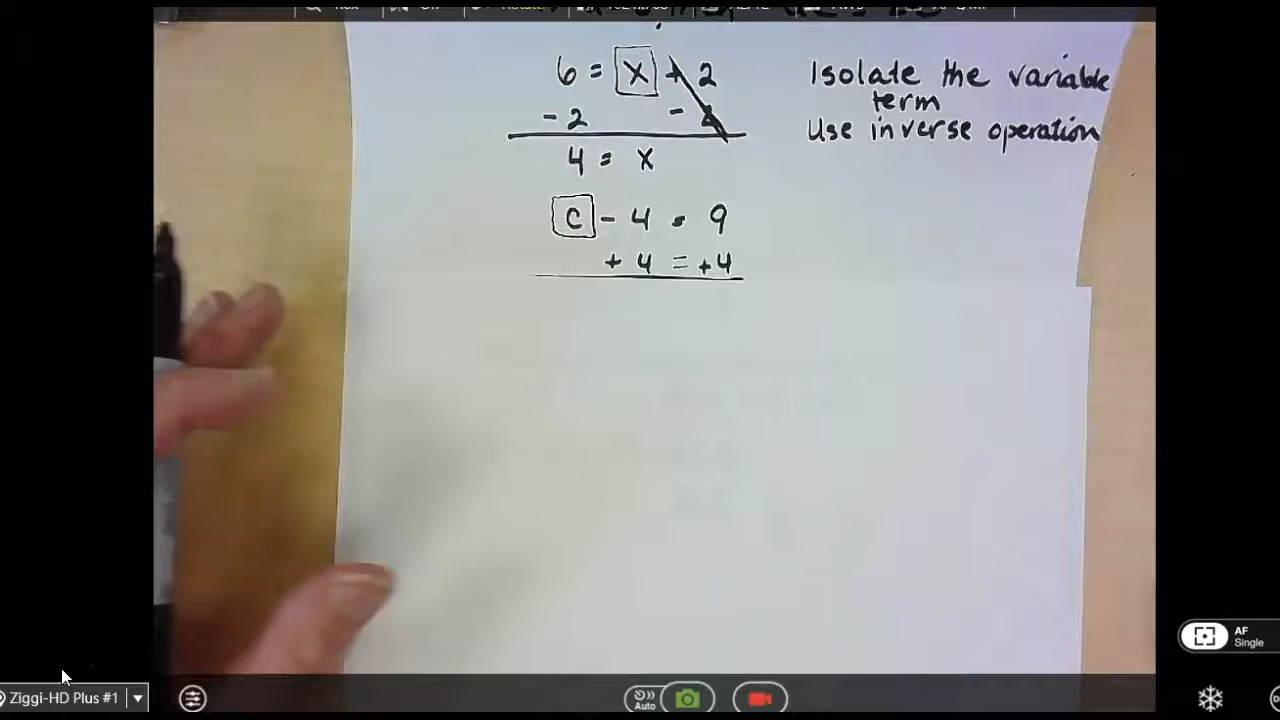 6 = x + 2
Isolate the variable
term
- 2 - 2
Use inverse operation
4 = x
c - 4 = 9
+ 4 = +4
AF
Single
Ziggi-HD Plus #1
Auto